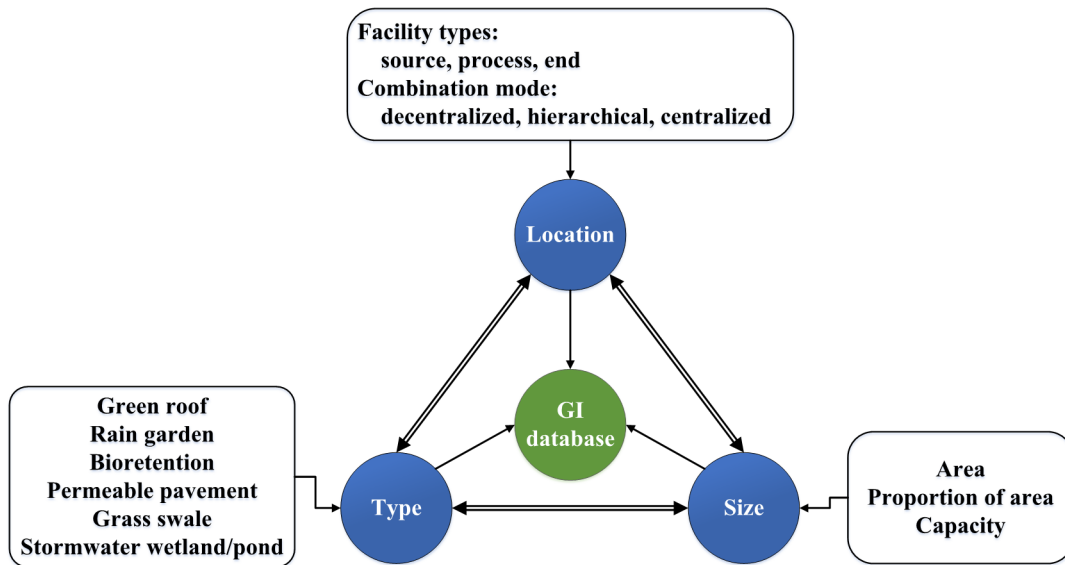 Facility types:
source, process, end
Combination mode:
decentralized, hierarchical, centralized
Location
GI
database
Green roof
Rain garden
Bioretention
Permeable pavement
Grass swale
Stormwater wetland/pond
Type
Size
Area
Proportion of area
Capacity